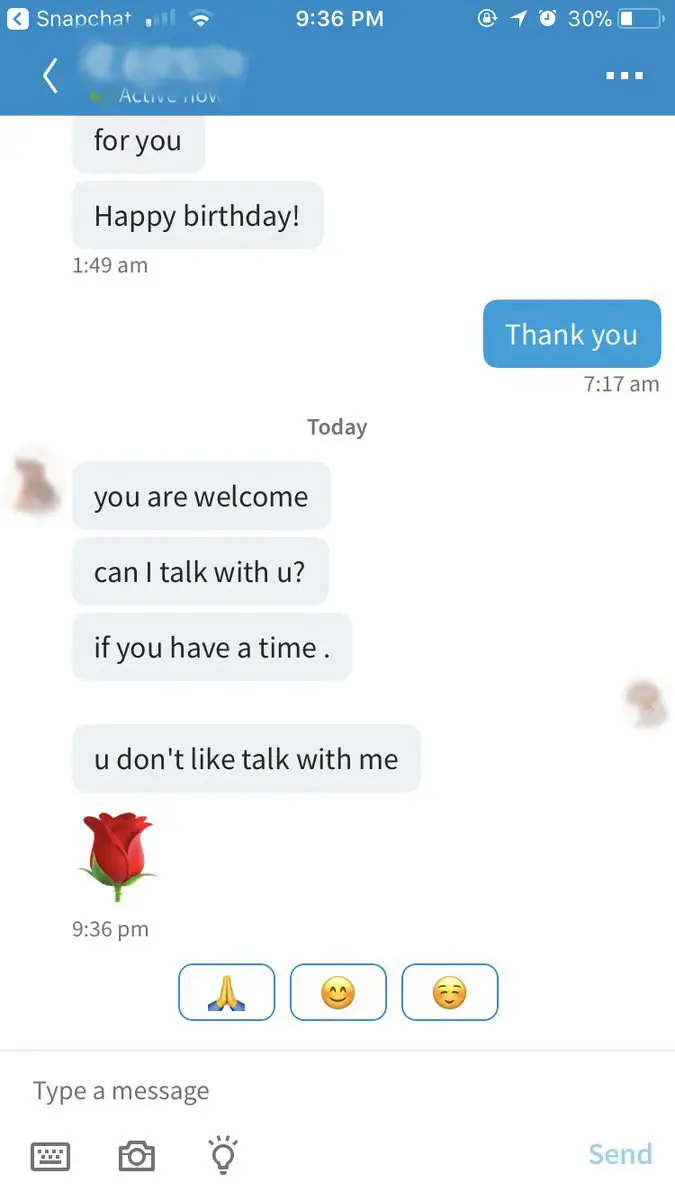 Snapchat
9:36 PM
30%
Active now
for you
Happy birthday!
1:49 am
Thank you
7:17 am
Today
you are welcome
can I talk with u?
if you have a time .
u don't like talk with me
9:36 pm
Type a message
Send